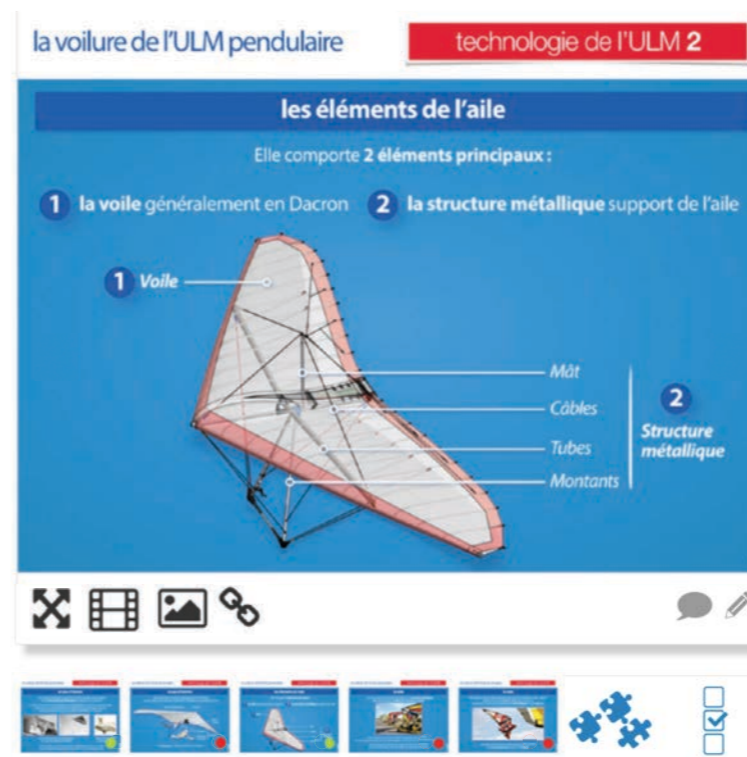 la voilure de l'ULM pendulaire
technologie de l'ULM 2
les éléments de l'aile
Elle comporte 2 éléments principaux :
1 la voile généralement en Dacron
2 la structure métallique support de l'aile
1 Voile
Mât
Câbles
Tubes
Montants
2
Structure
métallique